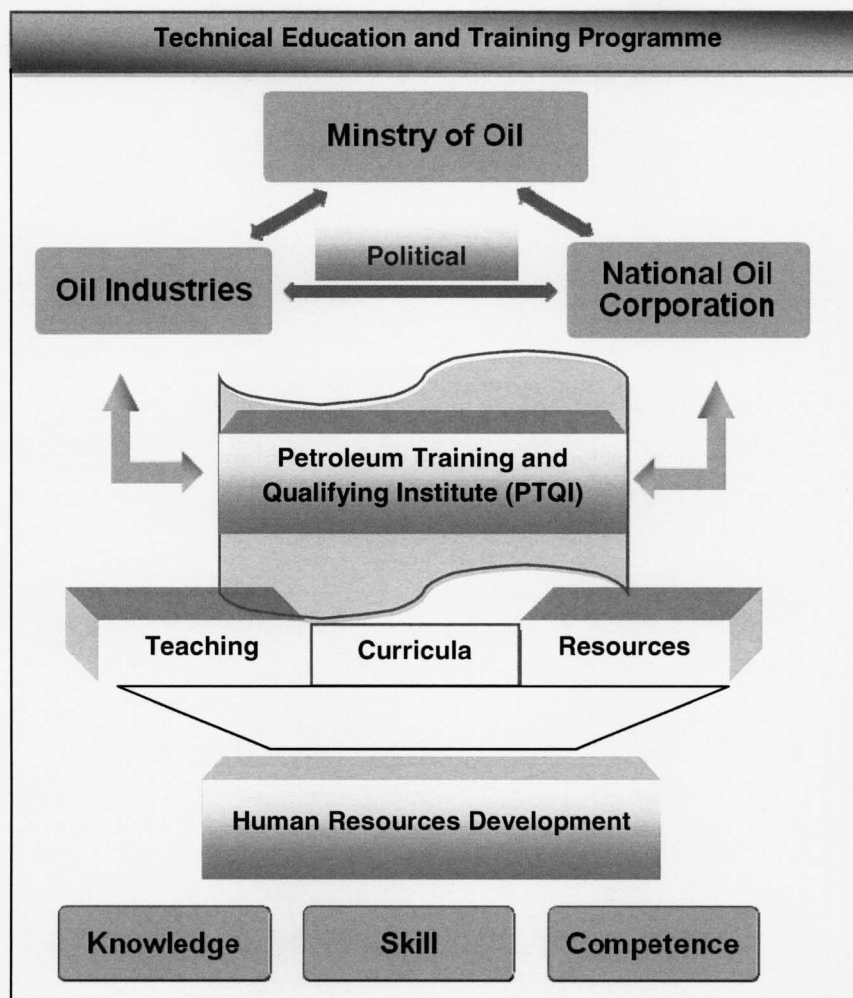 Technical Education and Training Programme
Minstry of Oil
Political
Oil Industries
National Oil
Corporation
Petroleum Training and
Qualifying Institute (PTQI)
Teaching
Curricula
Resources
Human Resources Development
Knowledge
Skill
Competence